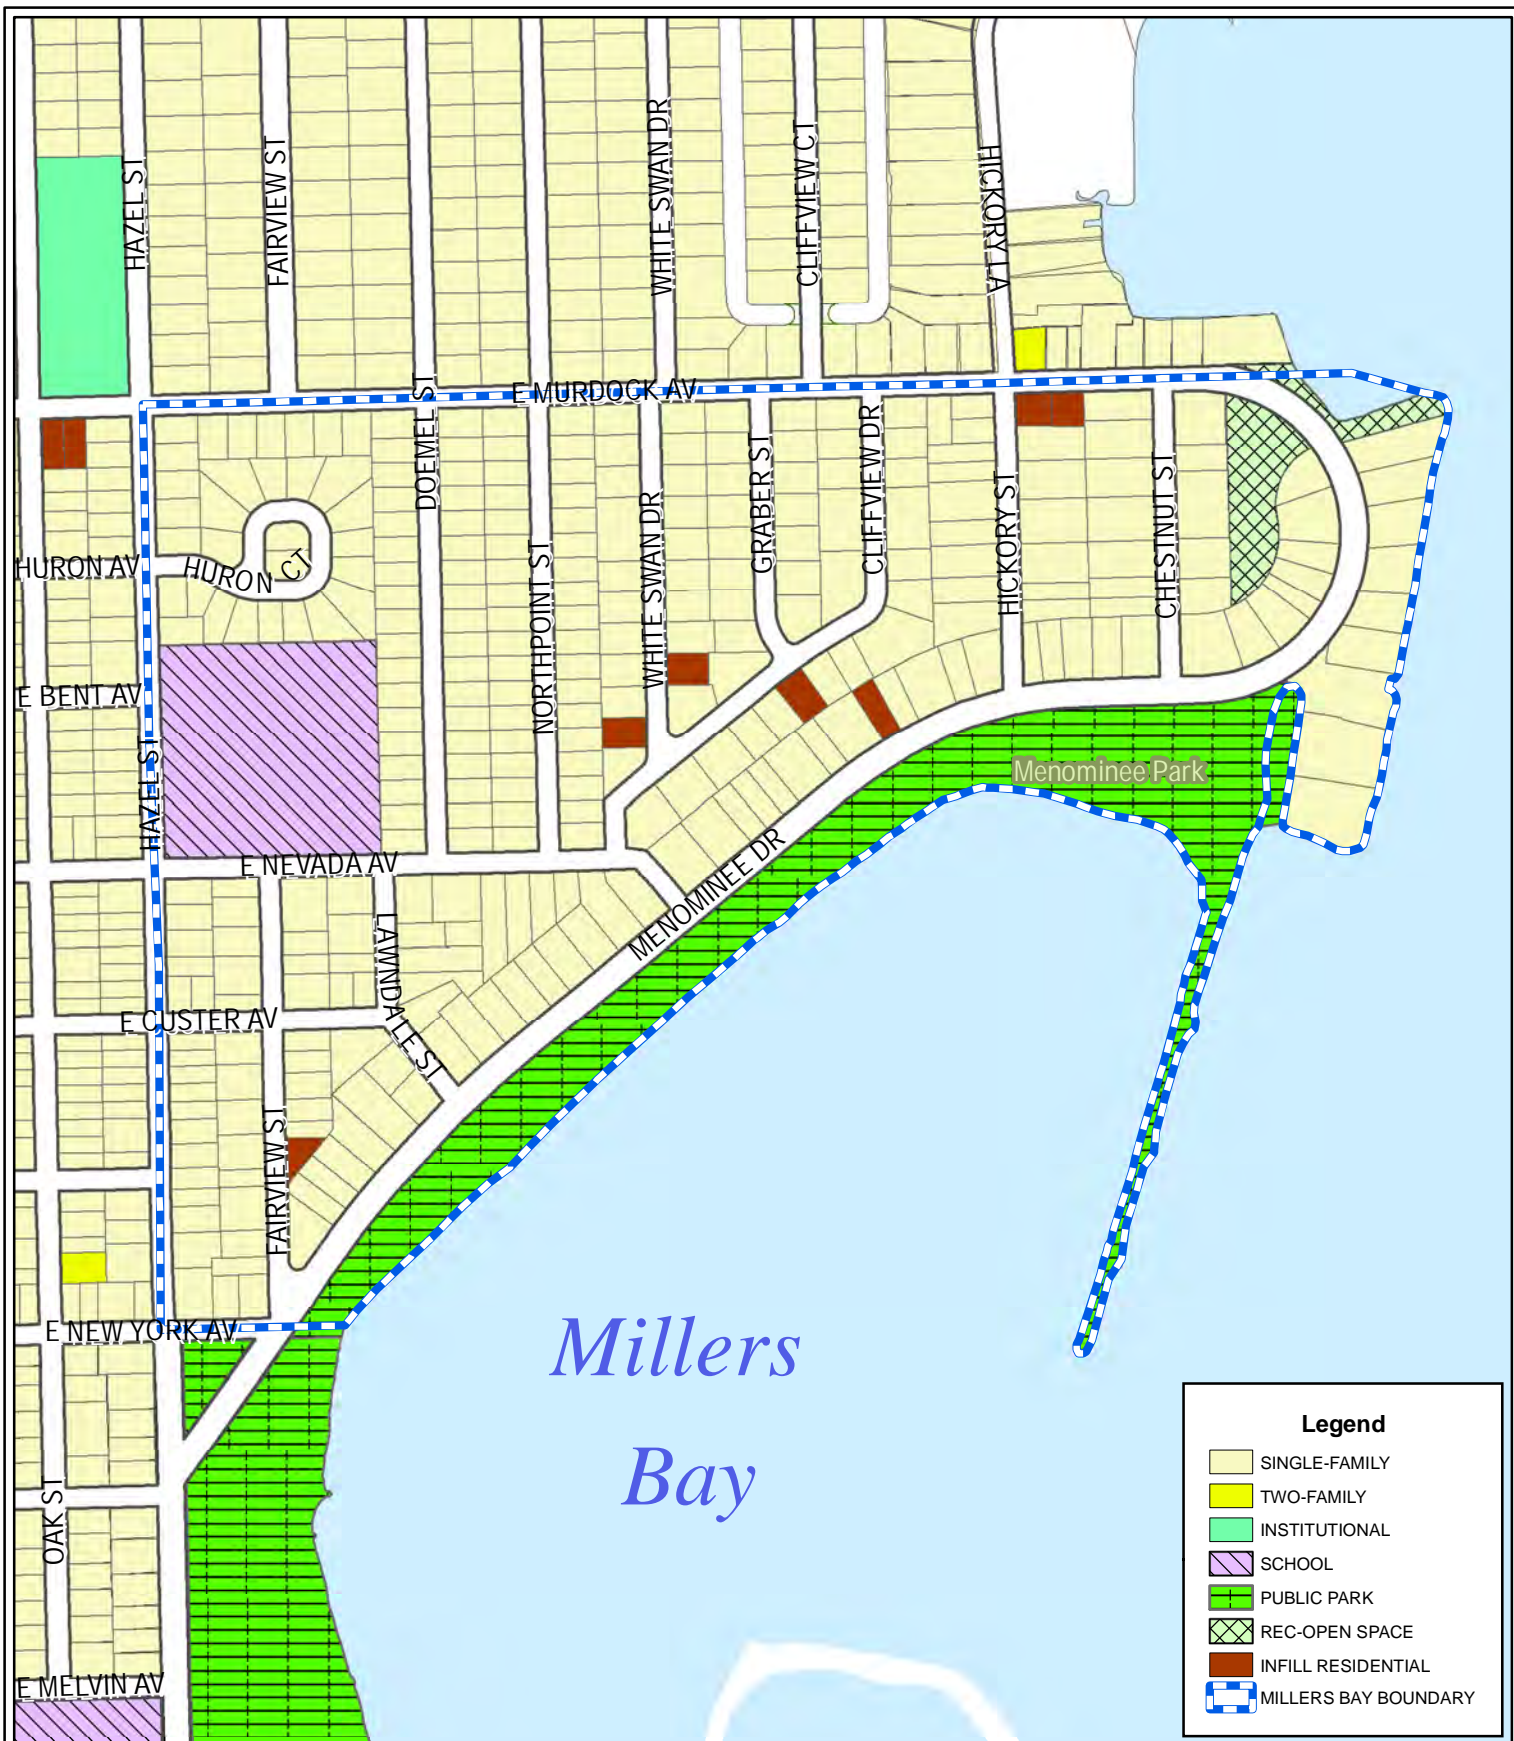 HAZEL ST
FAIRVIEW ST
WHITE SWAN DR
CLIFFVIEW CT
HICKORY LA
E MURDOCK AV
DOEMEL ST
NORTHPOINT ST
WHITE SWAN DR
GRABER ST
CLIFFVIEW DR
HICKORY ST
CHESTNUT ST
HURON AV
HURON CT
E BENT AV
HAZEL ST
Menominee Park
E NEVADA AV
MENOMINEE DR
LAWNDALE ST
E CUSTER AV
FAIRVIEW ST
E NEW YORK AV
Millers
Bay
OAK ST
E MELVIN AV
Legend
SINGLE-FAMILY
TWO-FAMILY
INSTITUTIONAL
SCHOOL
PUBLIC PARK
REC-OPEN SPACE
INFILL RESIDENTIAL
MILLERS BAY BOUNDARY